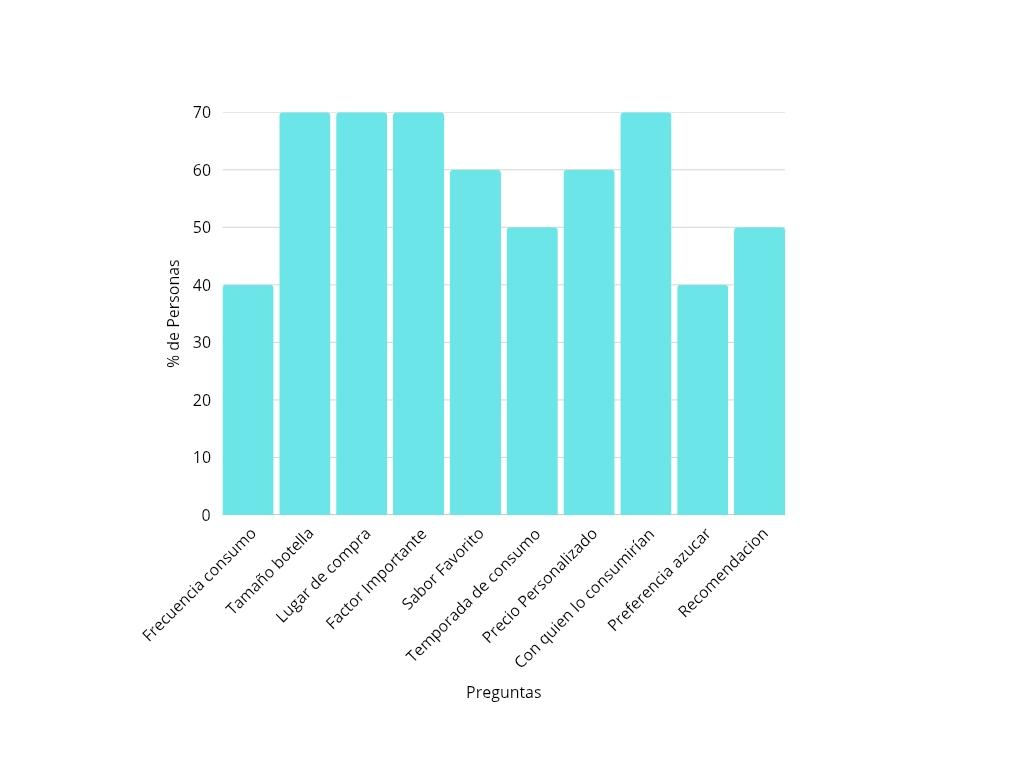 70
60
50
40
30
20
10
0
% de Personas
Frecuencia consumo
Tamaño botella
Lugar de compra
Factor Importante
Sabor Favorito
Temporada de consumo
Precio Personalizado
Con quien lo consumirían
Preferencia azucar
Recomendacion
Preguntas